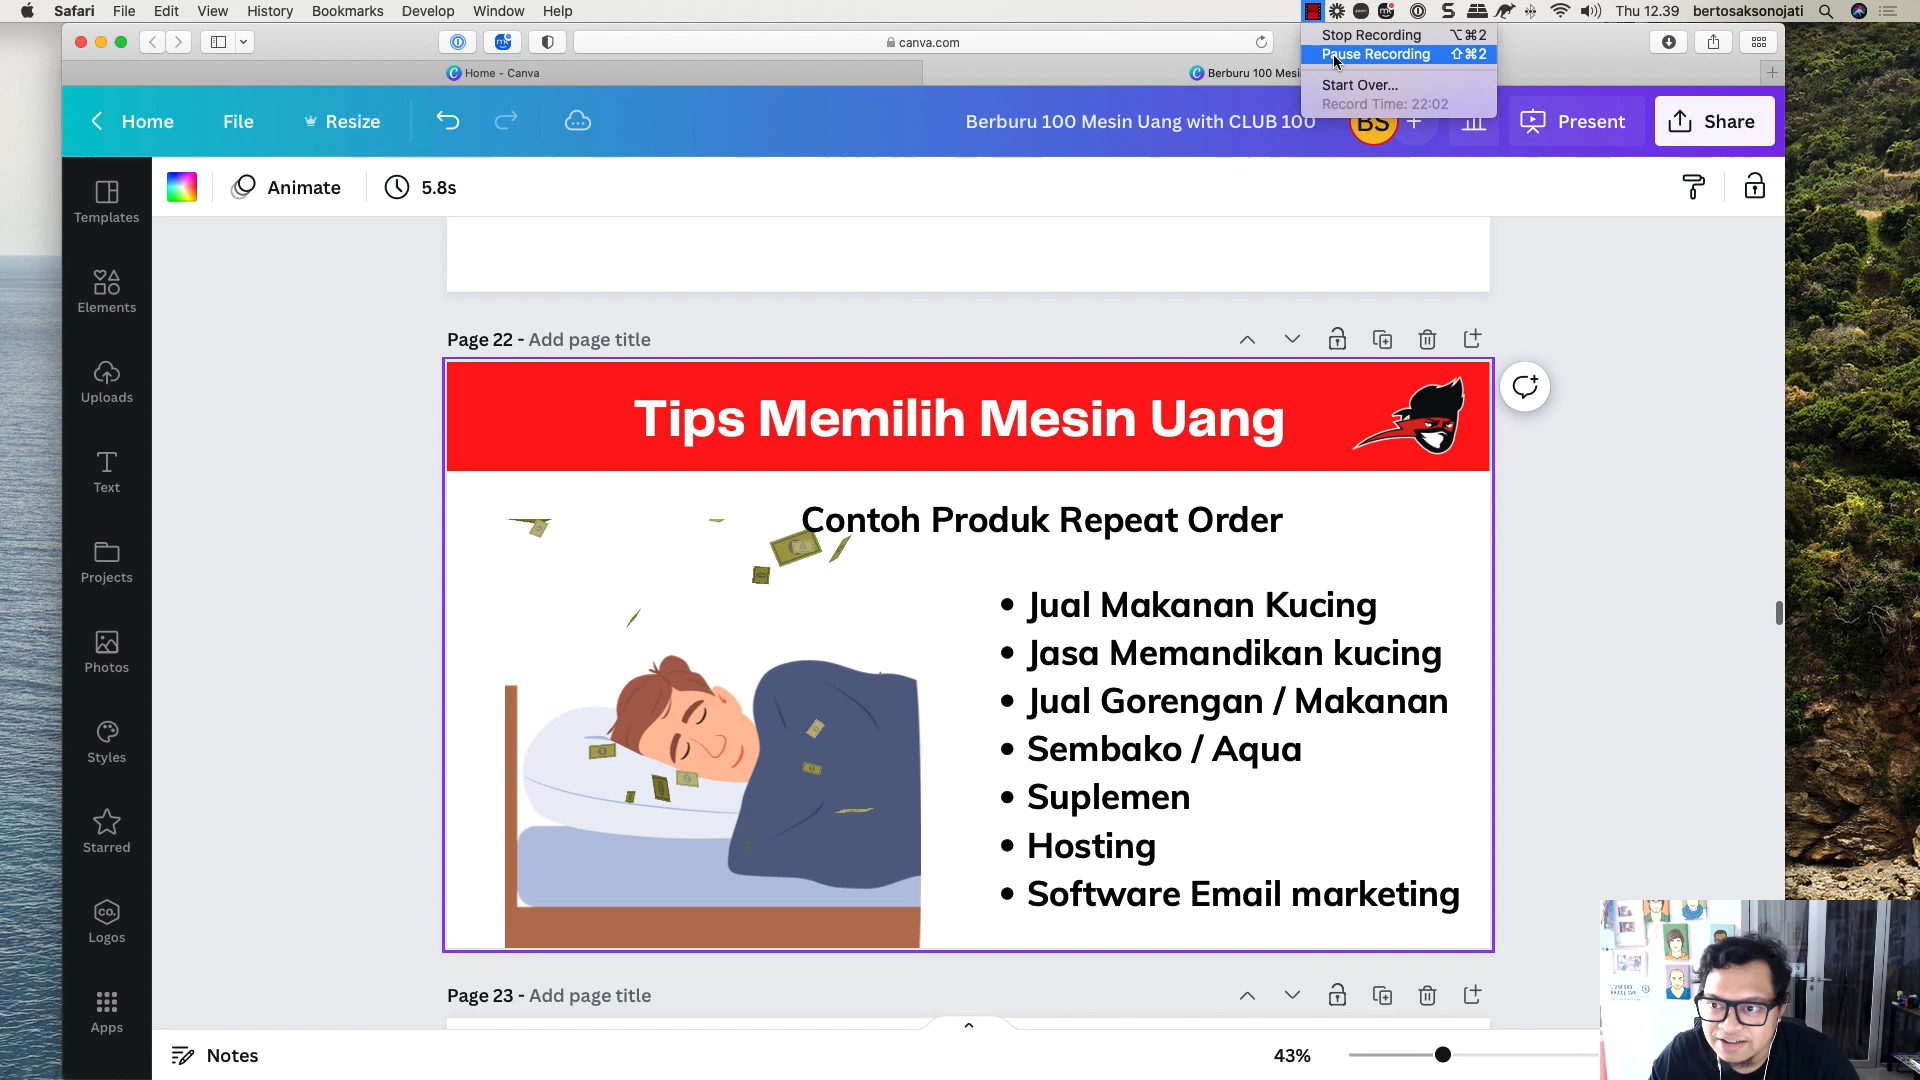 Safari File Edit View History Bookmarks Develop Window Help
Thu 12.39 bertosaksonojati
Stop Recording ⌥⌘2
Pause Recording ⇧⌘2
Start Over...
Record Time: 22:02
canva.com
Home - Canva
Berburu 100 Mesi
Home File Resize
Berburu 100 Mesin Uang with CLUB 100
BS
Present
Share
Animate
5.8s
Templates
Elements
Uploads
Text
Projects
Photos
Styles
Starred
CO.
Logos
Apps
Page 22 - Add page title
Tips Memilih Mesin Uang
Contoh Produk Repeat Order
• Jual Makanan Kucing
• Jasa Memandikan kucing
• Jual Gorengan / Makanan
• Sembako / Aqua
• Suplemen
• Hosting
• Software Email marketing
Page 23 - Add page title
Notes
43%